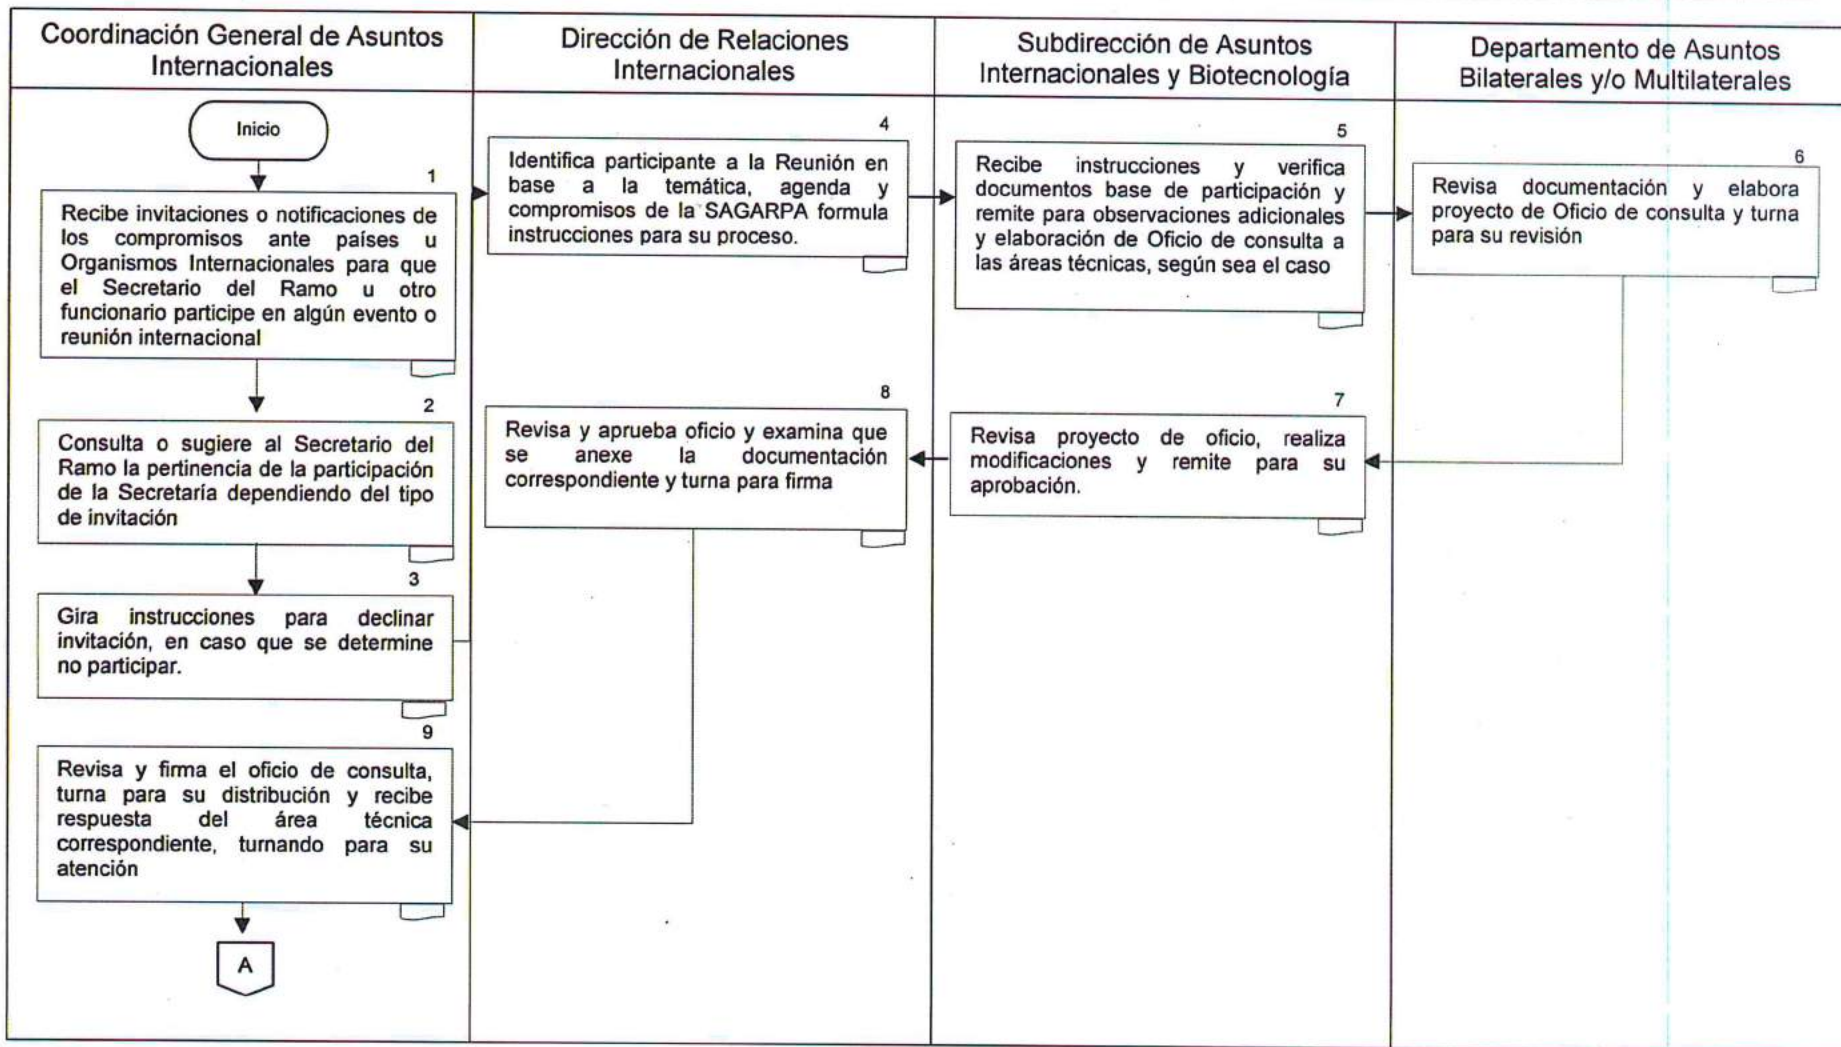 Coordinación General de Asuntos
Internacionales
Dirección de Relaciones
Internacionales
Subdirección de Asuntos
Internacionales y Biotecnología
Departamento de Asuntos
Bilaterales y/o Multilaterales
Inicio
1
Recibe invitaciones o notificaciones de
los compromisos ante países u
Organismos Internacionales para que
el Secretario del Ramo u otro
funcionario participe en algún evento o
reunión internacional
2
Consulta o sugiere al Secretario del
Ramo la pertinencia de la participación
de la Secretaría dependiendo del tipo
de invitación
3
Gira instrucciones para declinar
invitación, en caso que se determine
no participar.
4
Identifica participante a la Reunión en
base a la temática, agenda y
compromisos de la SAGARPA formula
instrucciones para su proceso.
5
Recibe instrucciones y verifica
documentos base de participación y
remite para observaciones adicionales
y elaboración de Oficio de consulta a
las áreas técnicas, según sea el caso
6
Revisa documentación y elabora
proyecto de Oficio de consulta y turna
para su revisión
7
Revisa proyecto de oficio, realiza
modificaciones y remite para su
aprobación.
8
Revisa y aprueba oficio y examina que
se anexe la documentación
correspondiente y turna para firma
9
Revisa y firma el oficio de consulta,
turna para su distribución y recibe
respuesta del área técnica
correspondiente, turnando para su
atención
A